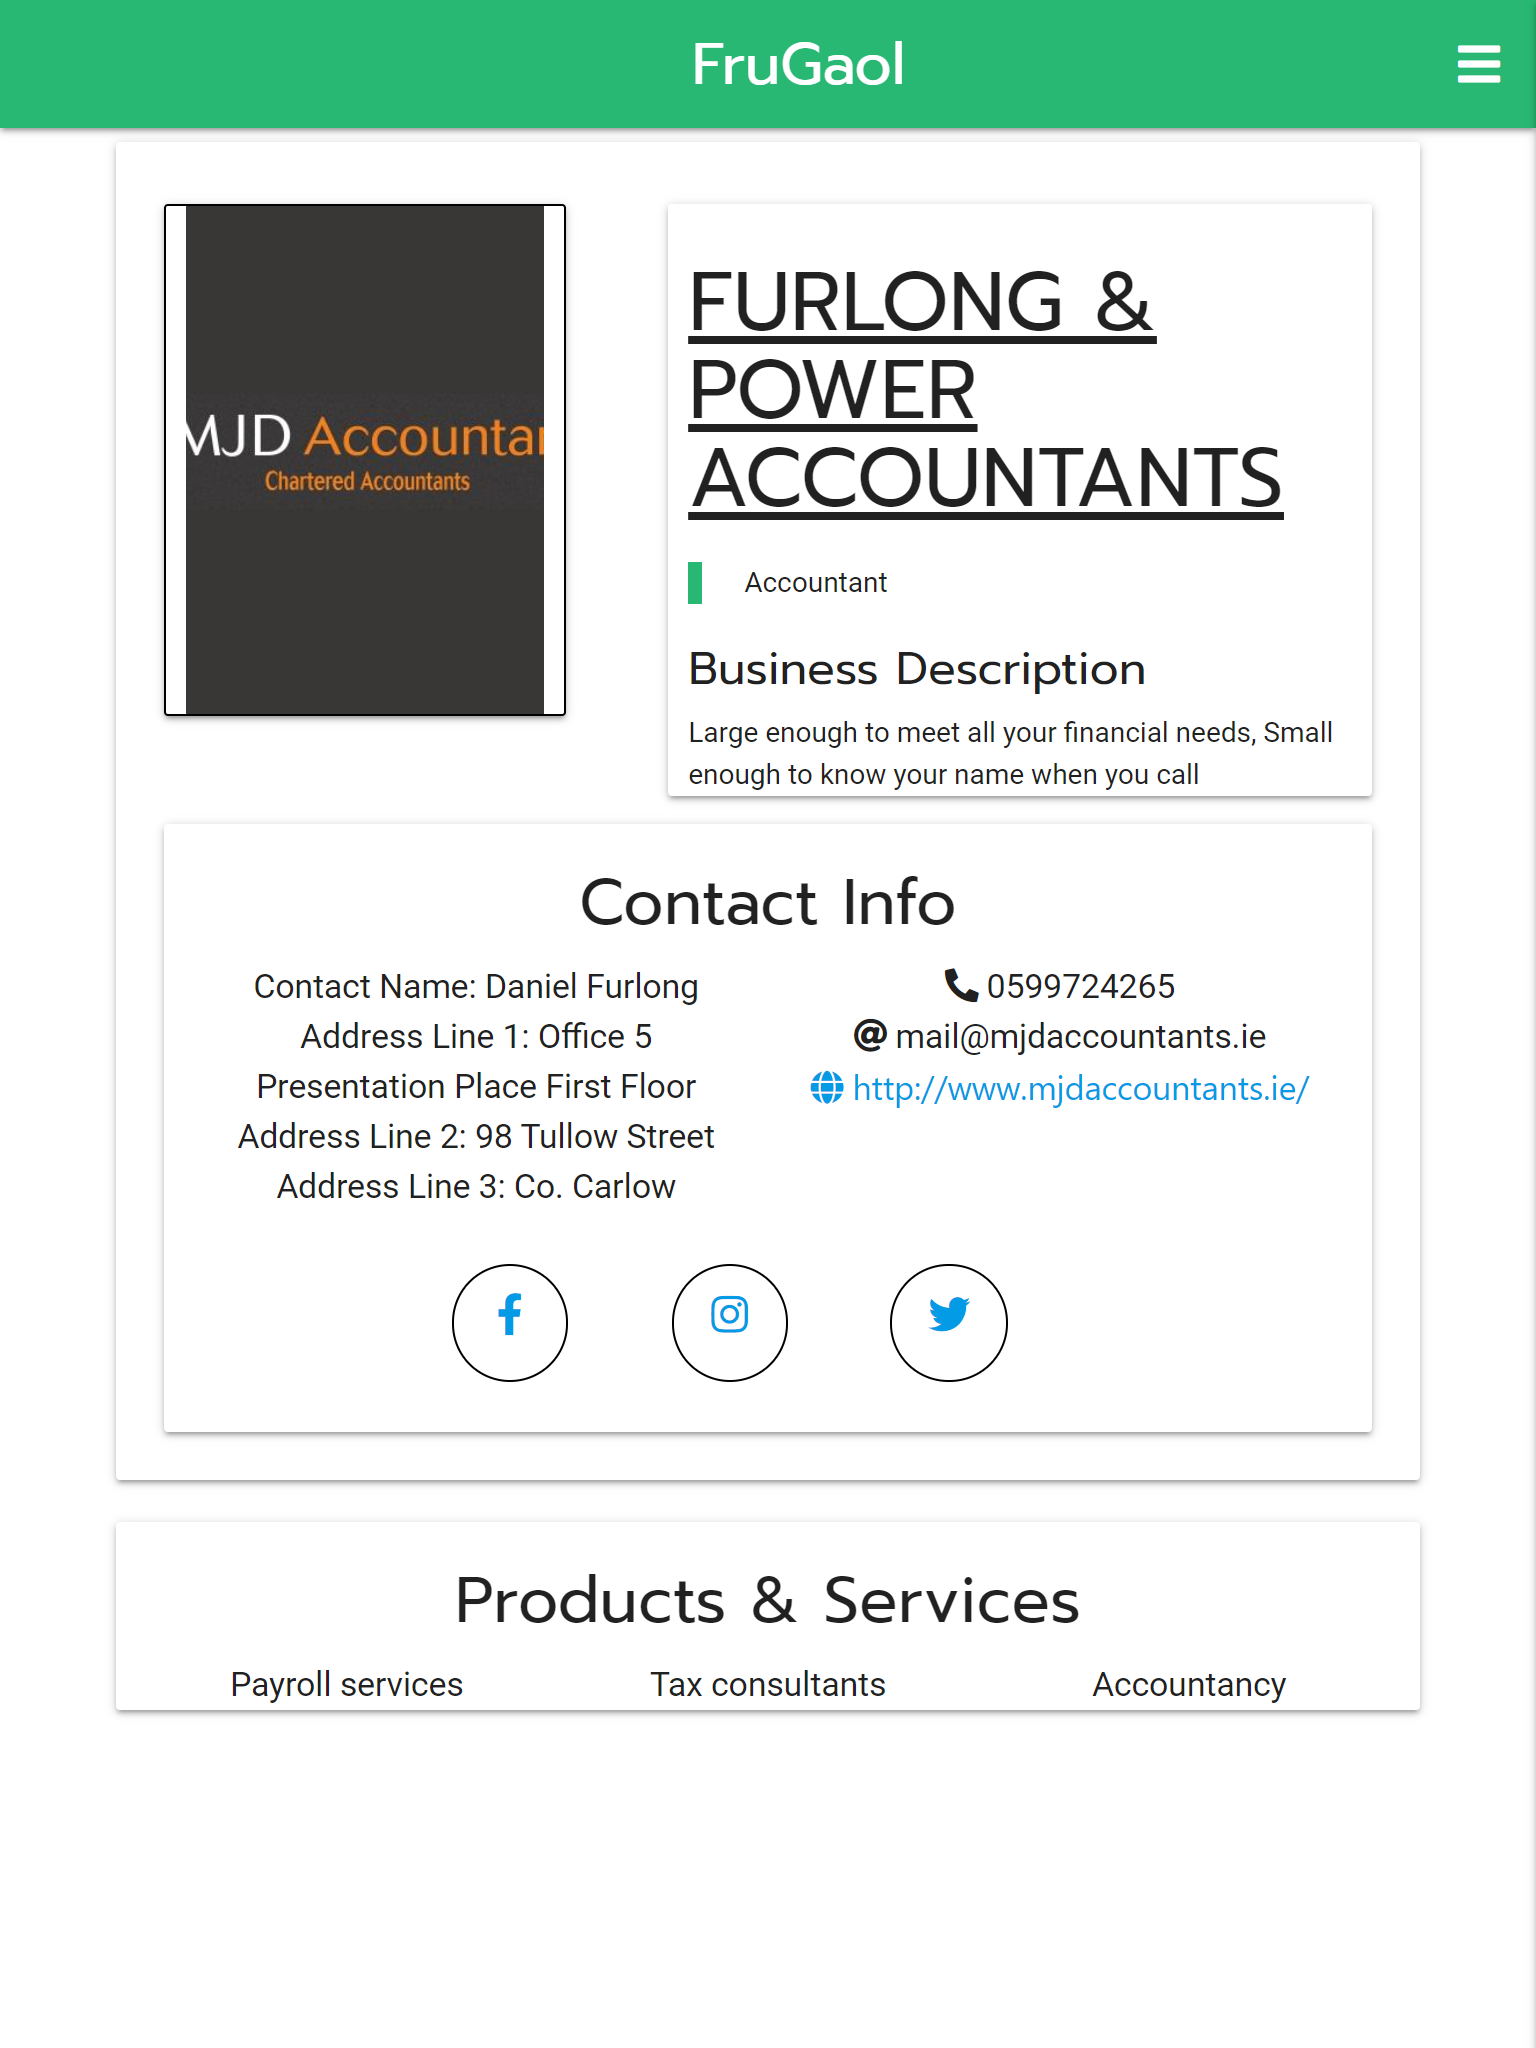 FruGaol
MJD Accountan
Chartered Accountants
FURLONG &
POWER
ACCOUNTANTS
Accountant
Business Description
Large enough to meet all your financial needs, Small
enough to know your name when you call
Contact Info
Contact Name: Daniel Furlong
Address Line 1: Office 5
Presentation Place First Floor
Address Line 2: 98 Tullow Street
Address Line 3: Co. Carlow
0599724265
mail@mjdaccountants.ie
http://www.mjdaccountants.ie/
Products & Services
Payroll services
Tax consultants
Accountancy